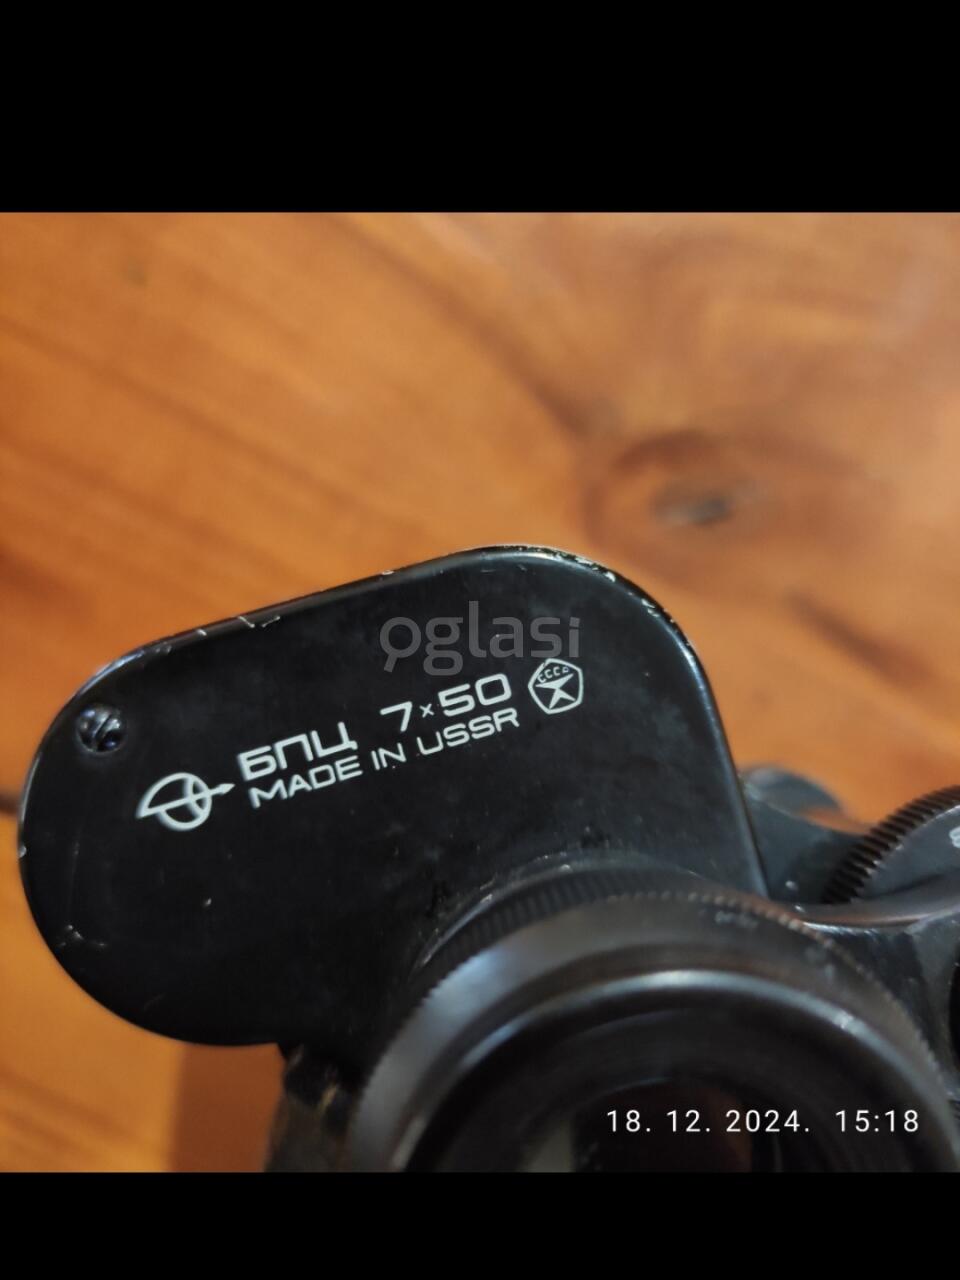 oglasi
БПЦ 7×50
MADE IN USSR
СССР
18. 12. 2024. 15:18